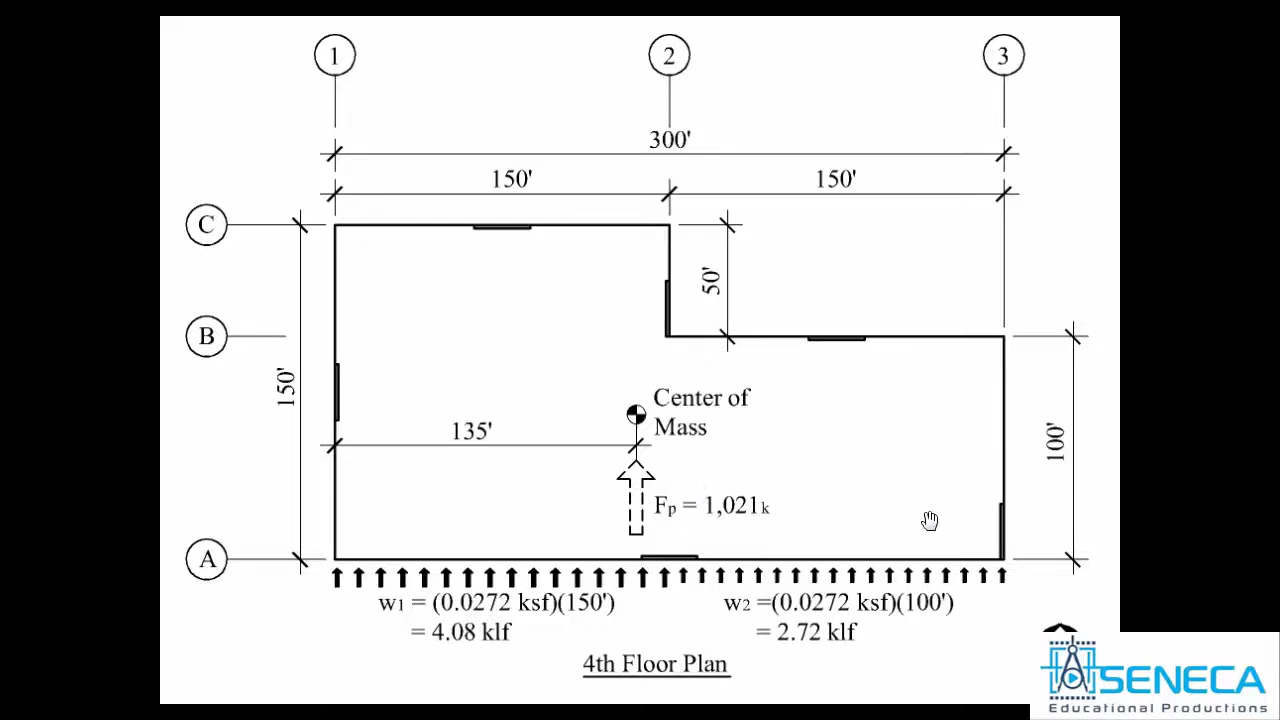 1
2
3
300'
150'
150'
C
50'
B
150'
Center of
Mass
135'
100'
Fp = 1,021k
A
w1 = (0.0272 ksf)(150')
= 4.08 klf
w2 =(0.0272 ksf)(100')
= 2.72 klf
4th Floor Plan
SENECA
Educational Productions